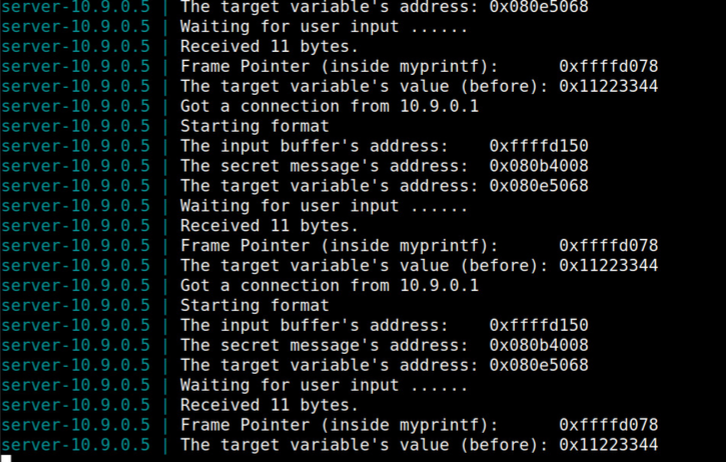 server-10.9.0.5 | The target variable's address: 0x080e5068
server-10.9.0.5 | Waiting for user input ......
server-10.9.0.5 | Received 11 bytes.
server-10.9.0.5 | Frame Pointer (inside myprintf):      0xffffd078
server-10.9.0.5 | The target variable's value (before): 0x11223344
server-10.9.0.5 | Got a connection from 10.9.0.1
server-10.9.0.5 | Starting format
server-10.9.0.5 | The input buffer's address:    0xffffd150
server-10.9.0.5 | The secret message's address:  0x080b4008
server-10.9.0.5 | The target variable's address: 0x080e5068
server-10.9.0.5 | Waiting for user input ......
server-10.9.0.5 | Received 11 bytes.
server-10.9.0.5 | Frame Pointer (inside myprintf):      0xffffd078
server-10.9.0.5 | The target variable's value (before): 0x11223344
server-10.9.0.5 | Got a connection from 10.9.0.1
server-10.9.0.5 | Starting format
server-10.9.0.5 | The input buffer's address:    0xffffd150
server-10.9.0.5 | The secret message's address:  0x080b4008
server-10.9.0.5 | The target variable's address: 0x080e5068
server-10.9.0.5 | Waiting for user input ......
server-10.9.0.5 | Received 11 bytes.
server-10.9.0.5 | Frame Pointer (inside myprintf):      0xffffd078
server-10.9.0.5 | The target variable's value (before): 0x11223344